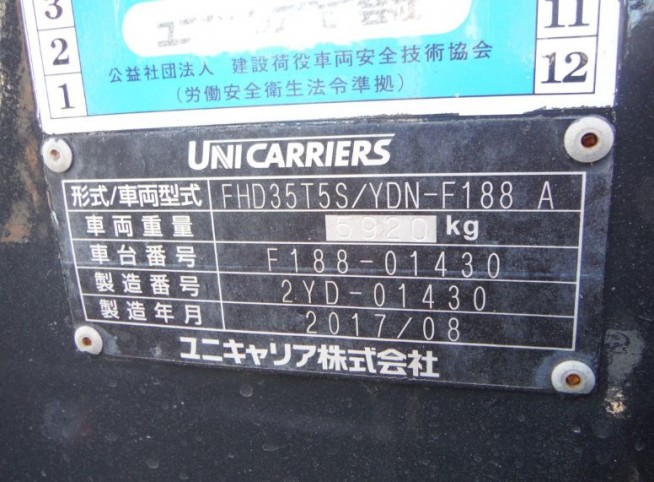 3
2
1
11
12
公益社団法人 建設荷役車両安全技術協会
(労働安全衛生法令準拠)
UNICARRIERS
形式/車両型式 FHD35T5S/YDN-F188 A
車両重量 5920 kg
車台番号 F188-01430
製造番号 2YD-01430
製造年月 2017/08
ユニキャリア株式会社